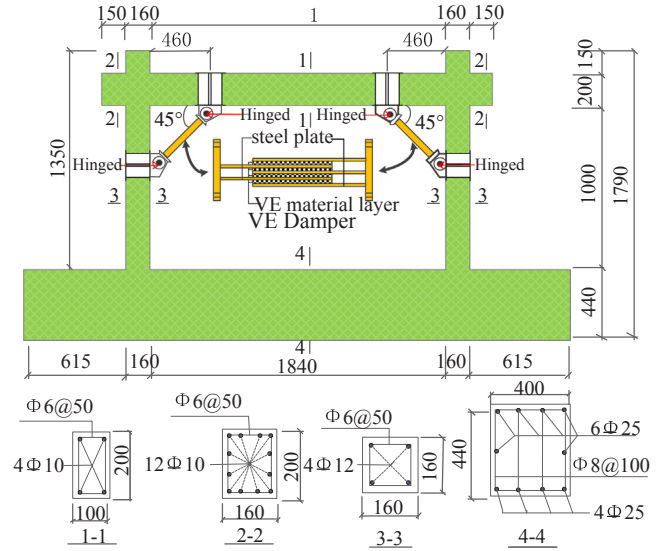 1
150 160 160 150
460 460
2 1 2
150
200
45° Hinged 1 Hinged 45°
2 2
steel plate
1350
Hinged Hinged
1000
1790
3 3 3 3
VE material layer
VE Damper
4
440
4
615 160 1840 160 615
Φ6@50 Φ6@50 Φ6@50 400
4Φ10 200 12Φ10 200 4Φ12 160 440 6Φ25
Φ8@100
100 160 160 4Φ25
1-1 2-2 3-3 4-4